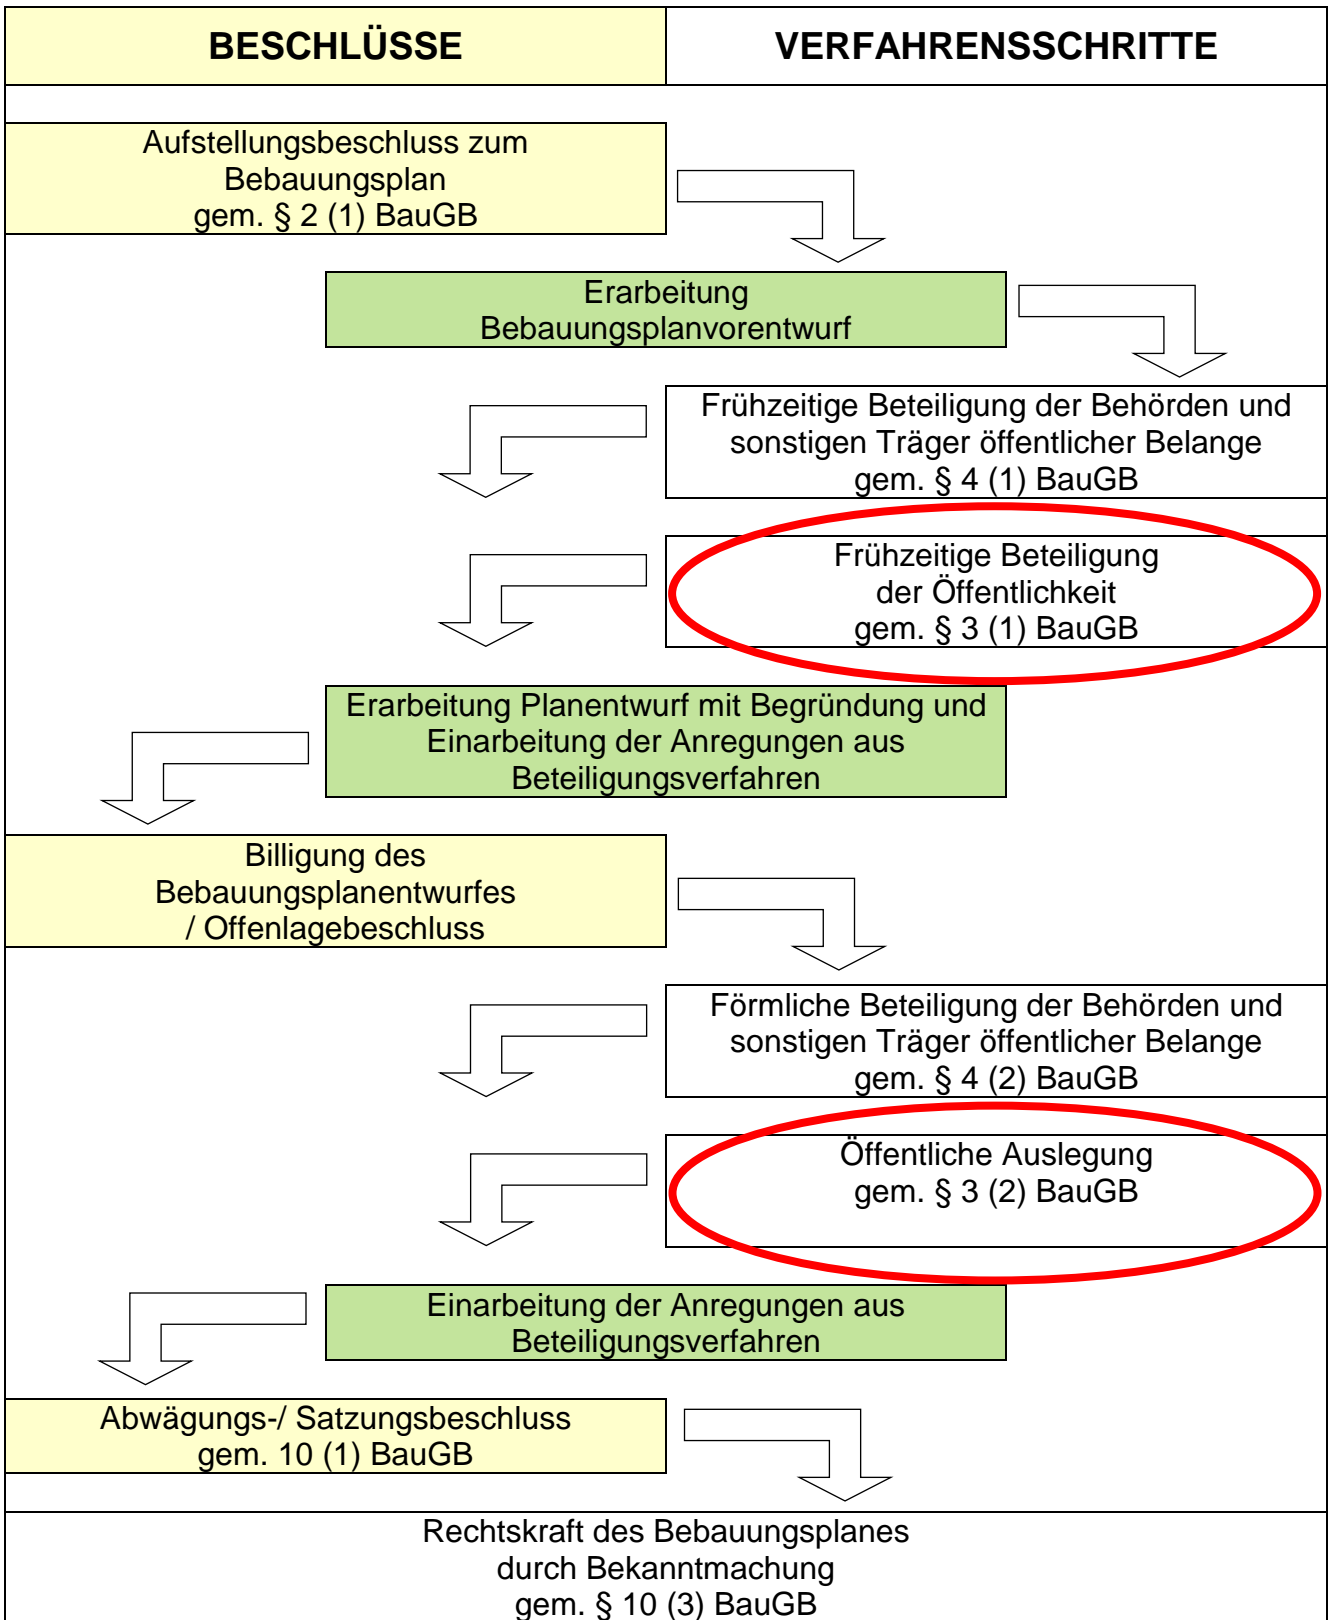 BESCHLÜSSE
VERFAHRENSSCHRITTE
Aufstellungsbeschluss zum
Bebauungsplan
gem. § 2 (1) BauGB
Erarbeitung
Bebauungsplanvorentwurf
Frühzeitige Beteiligung der Behörden und
sonstigen Träger öffentlicher Belange
gem. § 4 (1) BauGB
Frühzeitige Beteiligung
der Öffentlichkeit
gem. § 3 (1) BauGB
Erarbeitung Planentwurf mit Begründung und
Einarbeitung der Anregungen aus
Beteiligungsverfahren
Billigung des
Bebauungsplanentwurfes
/ Offenlagebeschluss
Förmliche Beteiligung der Behörden und
sonstigen Träger öffentlicher Belange
gem. § 4 (2) BauGB
Öffentliche Auslegung
gem. § 3 (2) BauGB
Einarbeitung der Anregungen aus
Beteiligungsverfahren
Abwägungs-/ Satzungsbeschluss
gem. 10 (1) BauGB
Rechtskraft des Bebauungsplanes
durch Bekanntmachung
gem. § 10 (3) BauGB